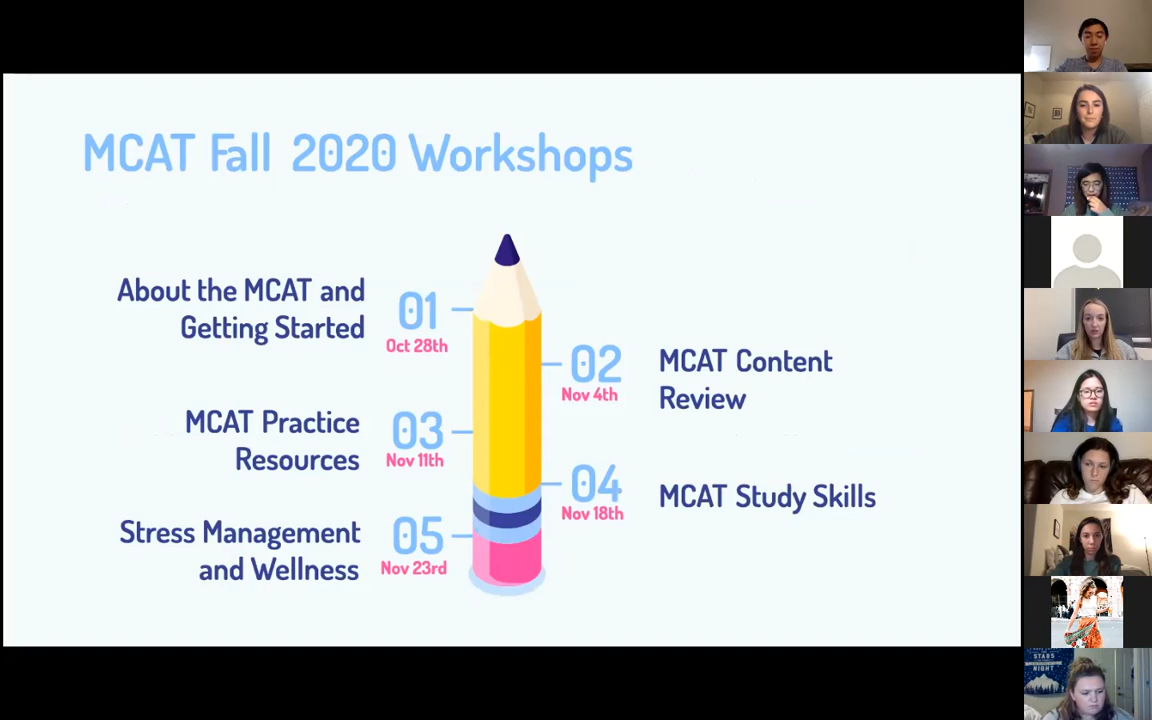 MCAT Fall 2020 Workshops
About the MCAT and
Getting Started
01
Oct 28th
02
Nov 4th
MCAT Content
Review
MCAT Practice
Resources
03
Nov 11th
04
Nov 18th
MCAT Study Skills
Stress Management
and Wellness
05
Nov 23rd
STARS
NIGHT